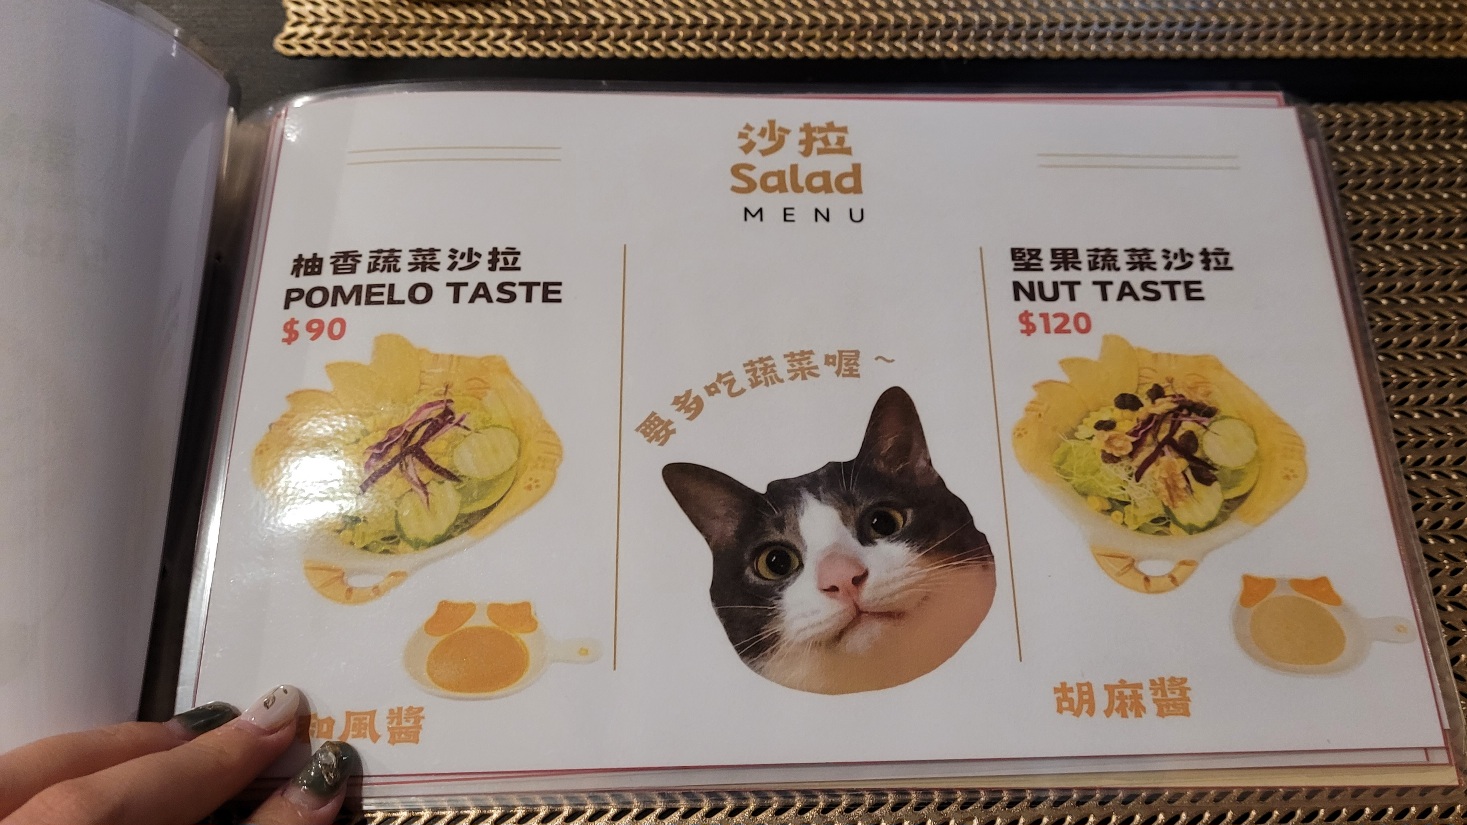 沙拉
Salad
MENU
柚香蔬菜沙拉
POMELO TASTE
$90
和風醬
要多吃蔬菜喔~
堅果蔬菜沙拉
NUT TASTE
$120
胡麻醬